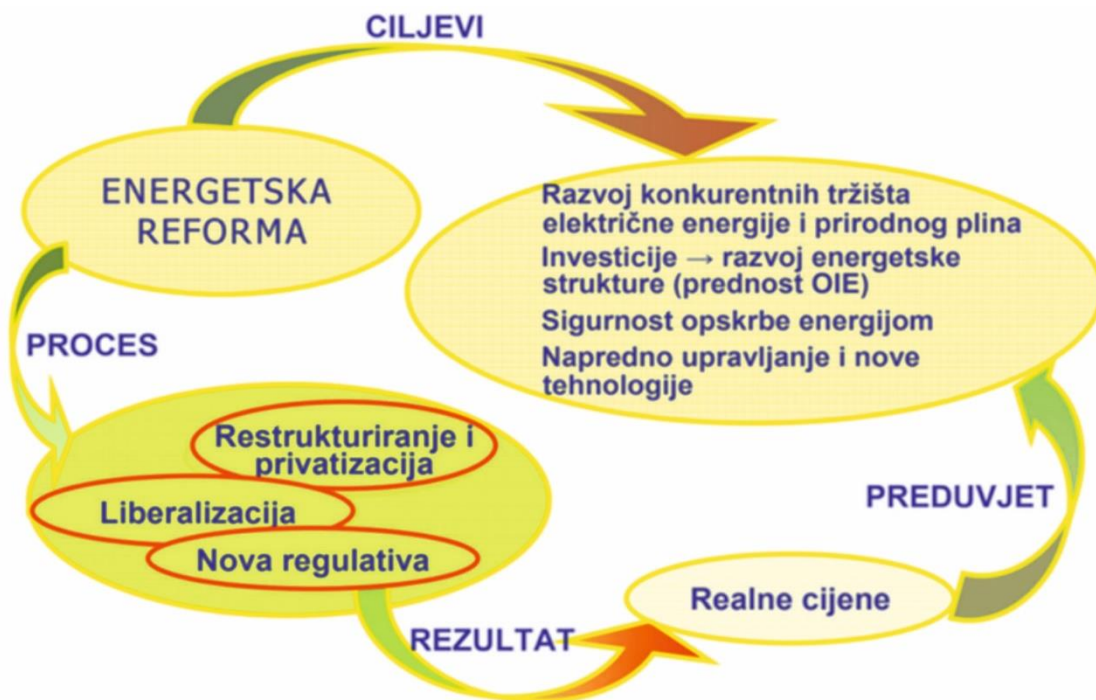 CILJEVI
ENERGETSKA
REFORMA
Razvoj konkurentnih tržišta
električne energije i prirodnog plina
Investicije → razvoj energetske
strukture (prednost OIE)
Sigurnost opskrbe energijom
Napredno upravljanje i nove
tehnologije
PROCES
Restrukturiranje i
privatizacija
Liberalizacija
Nova regulativa
PREDUVJET
Realne cijene
REZULTAT